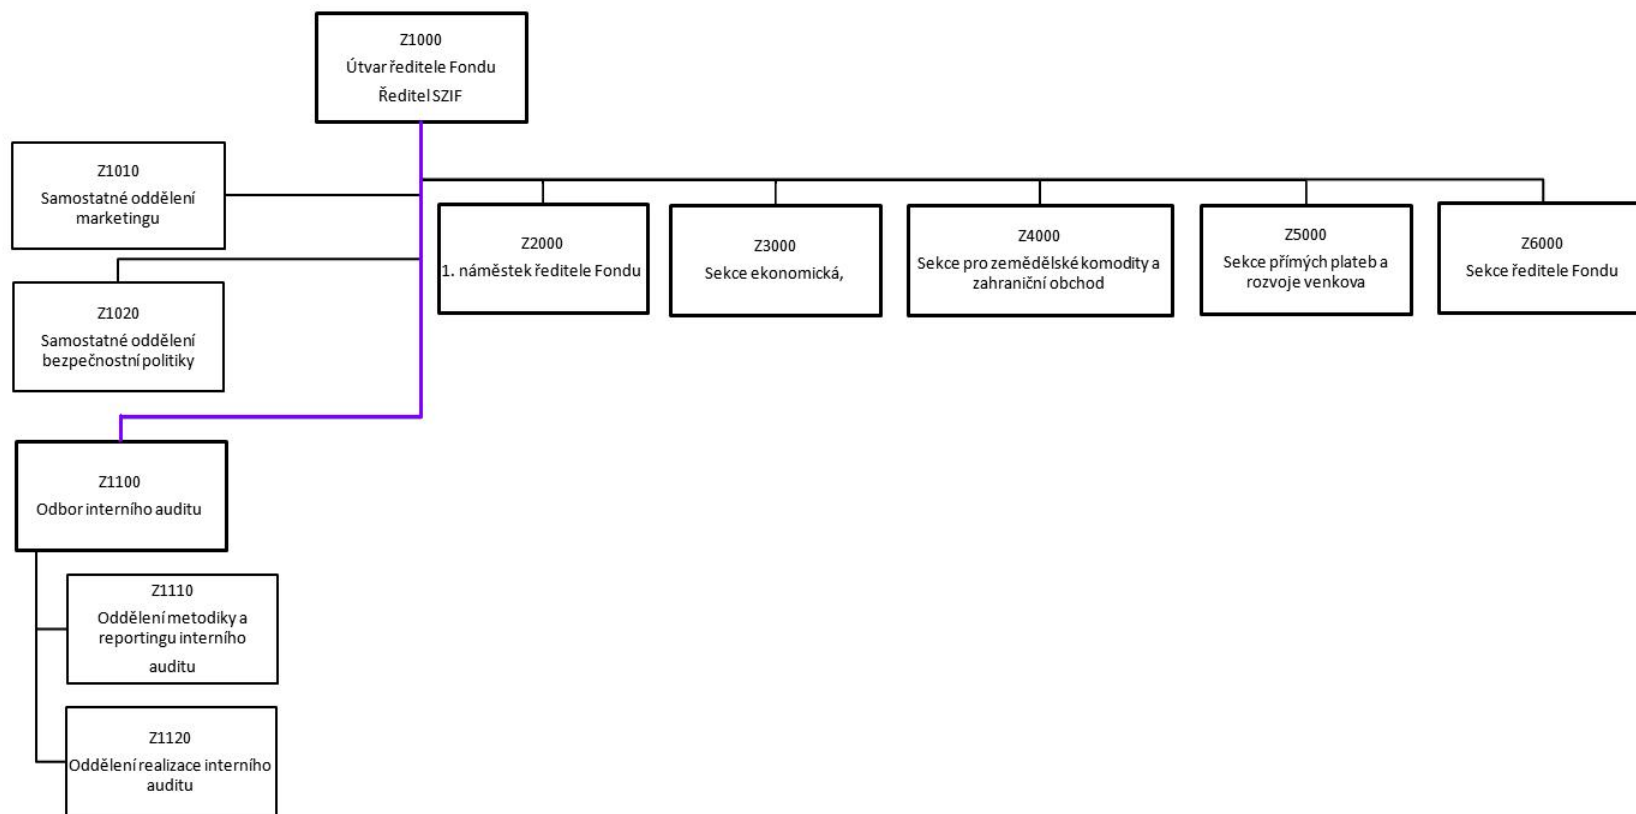 Z1000
Útvar ředitele Fondu
Ředitel SZIF
Z1010
Samostatné oddělení
marketingu
Z2000
1. náměstek ředitele Fondu
Z3000
Sekce ekonomická,
Z4000
Sekce pro zemědělské komodity a
zahraniční obchod
Z5000
Sekce přímých plateb a
rozvoje venkova
Z6000
Sekce ředitele Fondu
Z1020
Samostatné oddělení
bezpečnostní politiky
Z1100
Odbor interního auditu
Z1110
Oddělení metodiky a
reportingu interního
auditu
Z1120
Oddělení realizace interního
auditu